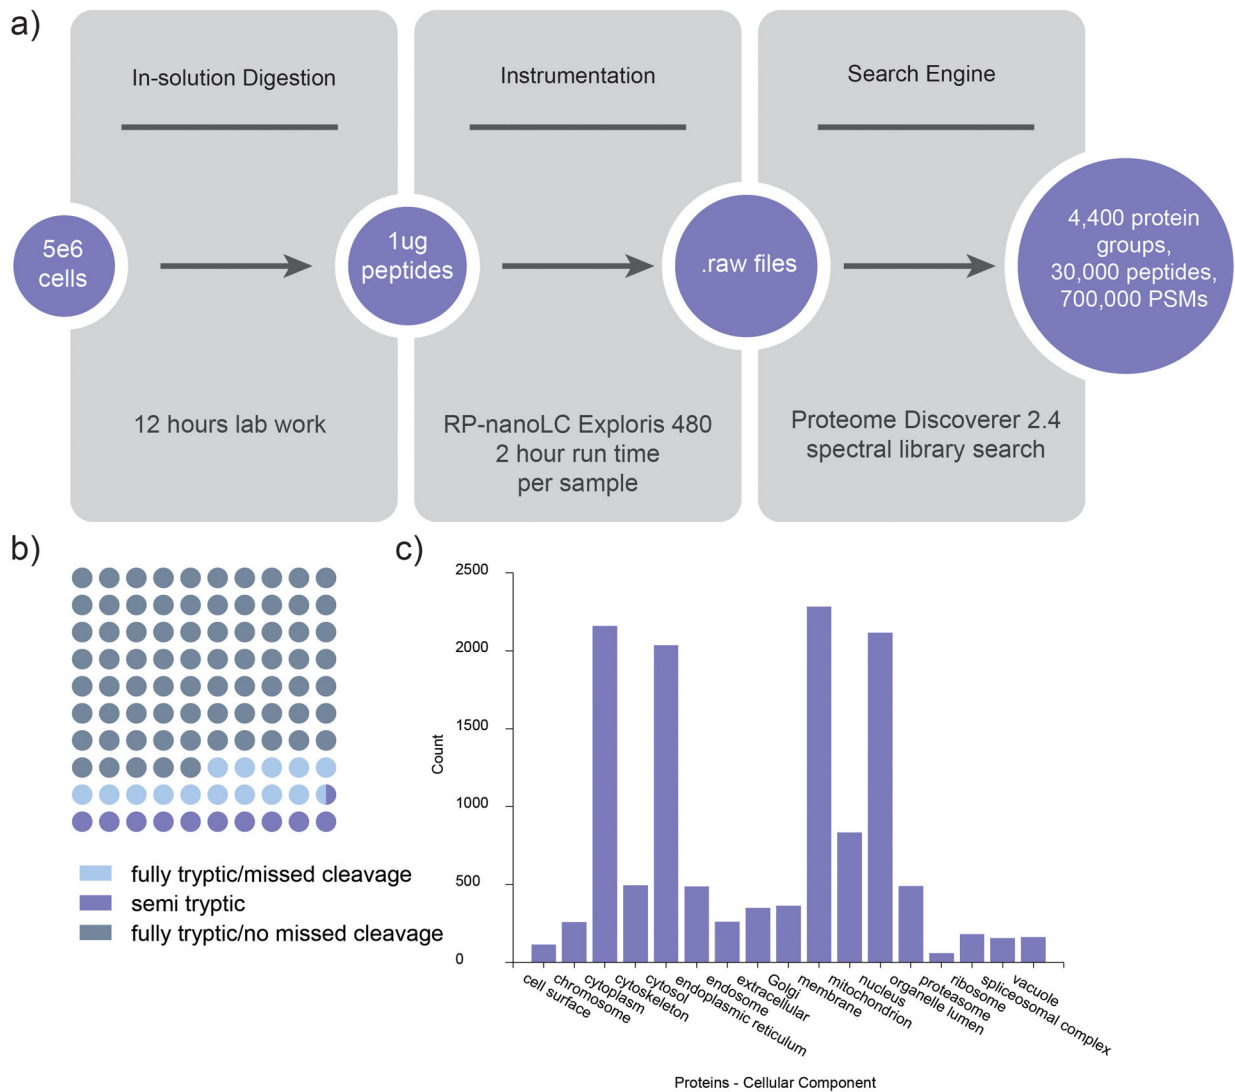 a)
In-solution Digestion
Instrumentation
Search Engine
5e6
cells
1ug
peptides
.raw files
4,400 protein
groups,
30,000 peptides,
700,000 PSMs
12 hours lab work
RP-nanoLC Exploris 480
2 hour run time
per sample
Proteome Discoverer 2.4
spectral library search
b)
fully tryptic/missed cleavage
semi tryptic
fully tryptic/no missed cleavage
c)
2500
2000
1500
1000
500
0
Count
cell surface
chromosome
cytoplasm
cytoskeleton
cytosol
endoplasmic reticulum
endosome
extracellular
Golgi
membrane
mitochondrion
nucleus
organelle lumen
proteasome
ribosome
spliceosomal complex
vacuole
Proteins - Cellular Component